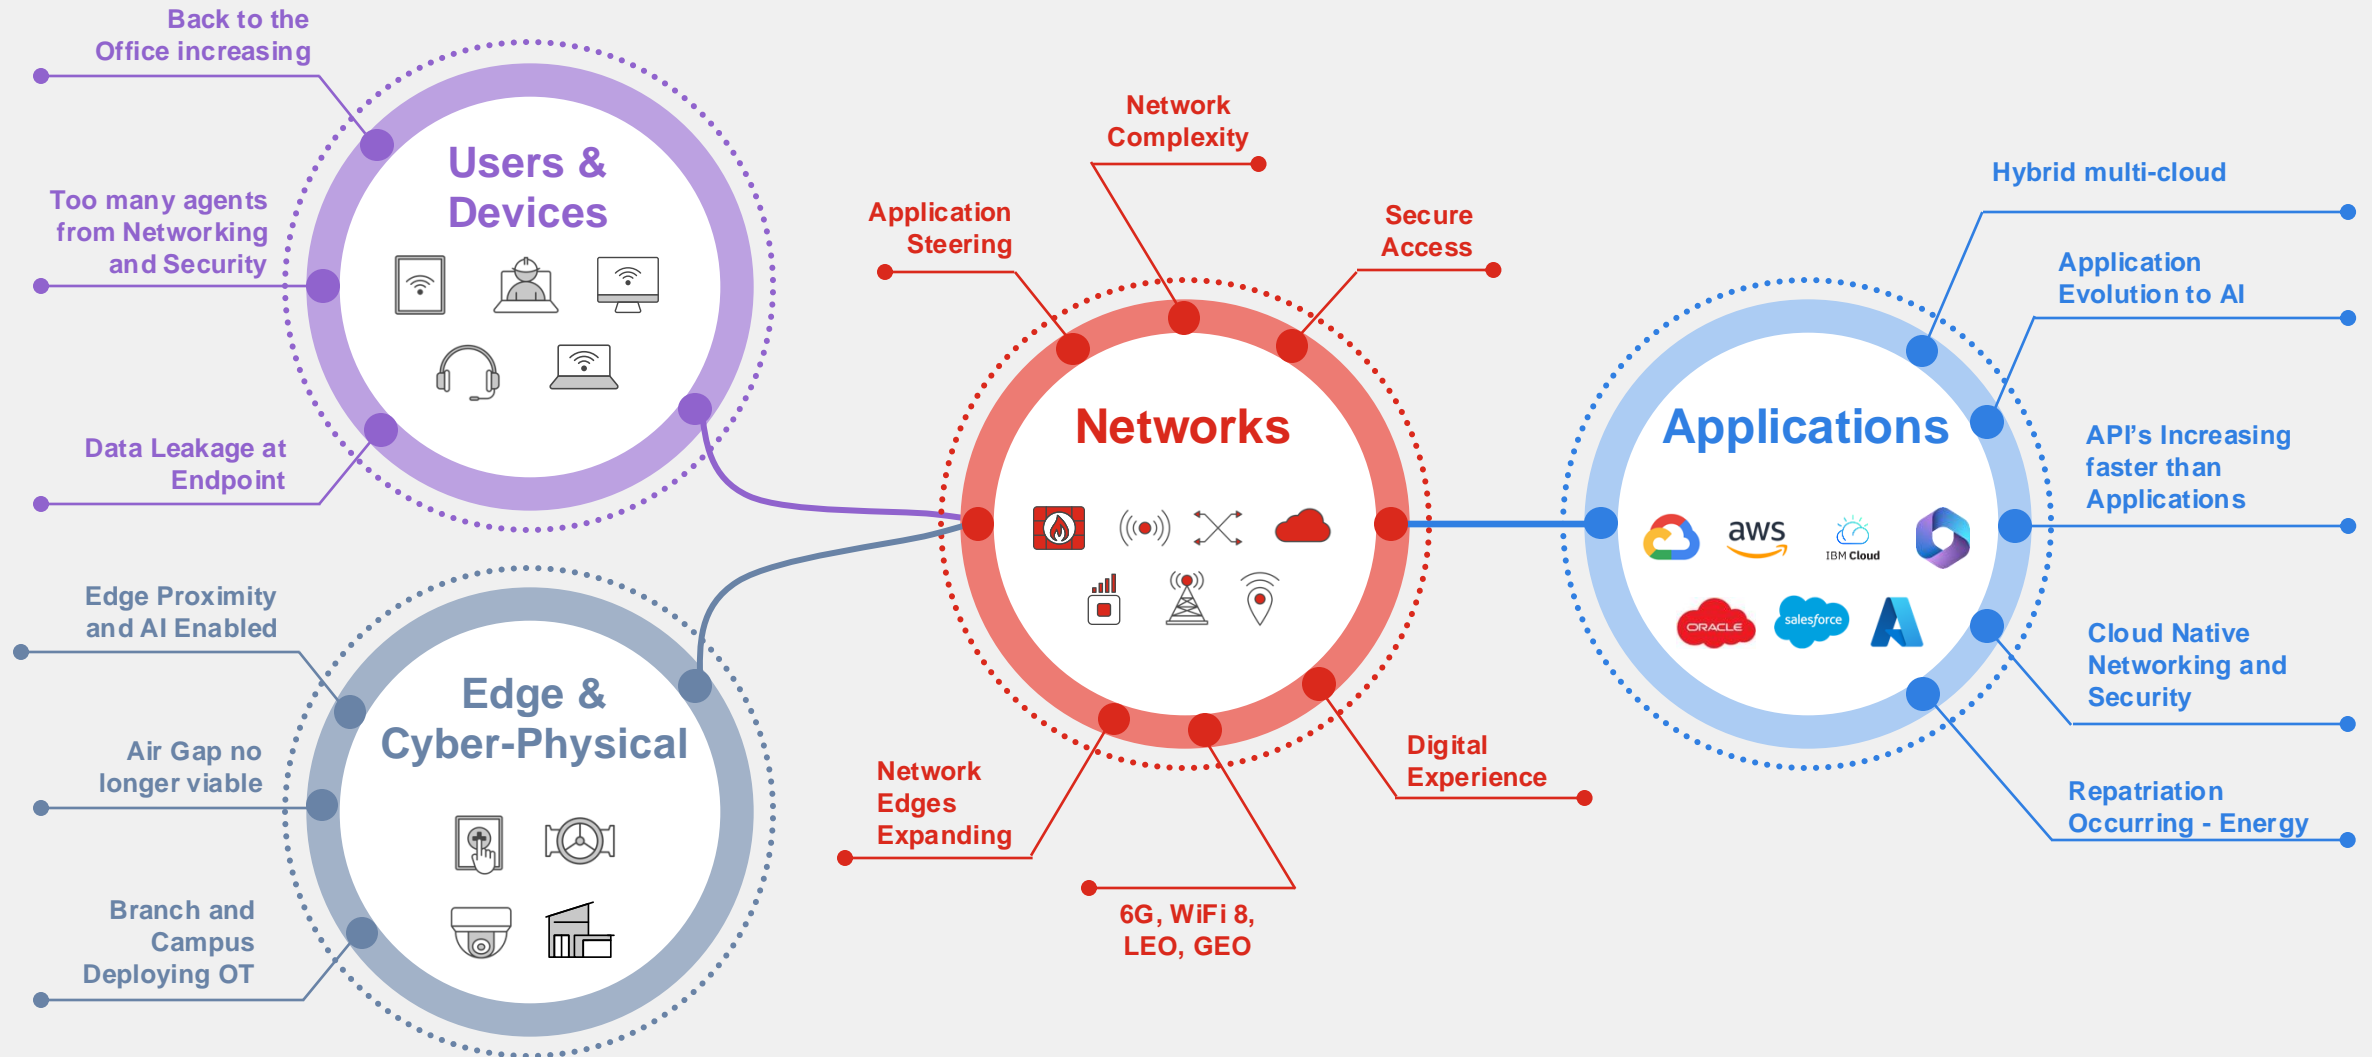 Back to the
Office increasing
Too many agents
from Networking
and Security
Data Leakage at
Endpoint
Users &
Devices
Edge Proximity
and AI Enabled
Air Gap no
longer viable
Branch and
Campus
Deploying OT
Edge &
Cyber-Physical
Network
Complexity
Application
Steering
Secure
Access
Networks
Network
Edges
Expanding
6G, WiFi 8,
LEO, GEO
Digital
Experience
Applications
aws
IBM Cloud
ORACLE
salesforce
Hybrid multi-cloud
Application
Evolution to AI
API’s Increasing
faster than
Applications
Cloud Native
Networking and
Security
Repatriation
Occurring - Energy